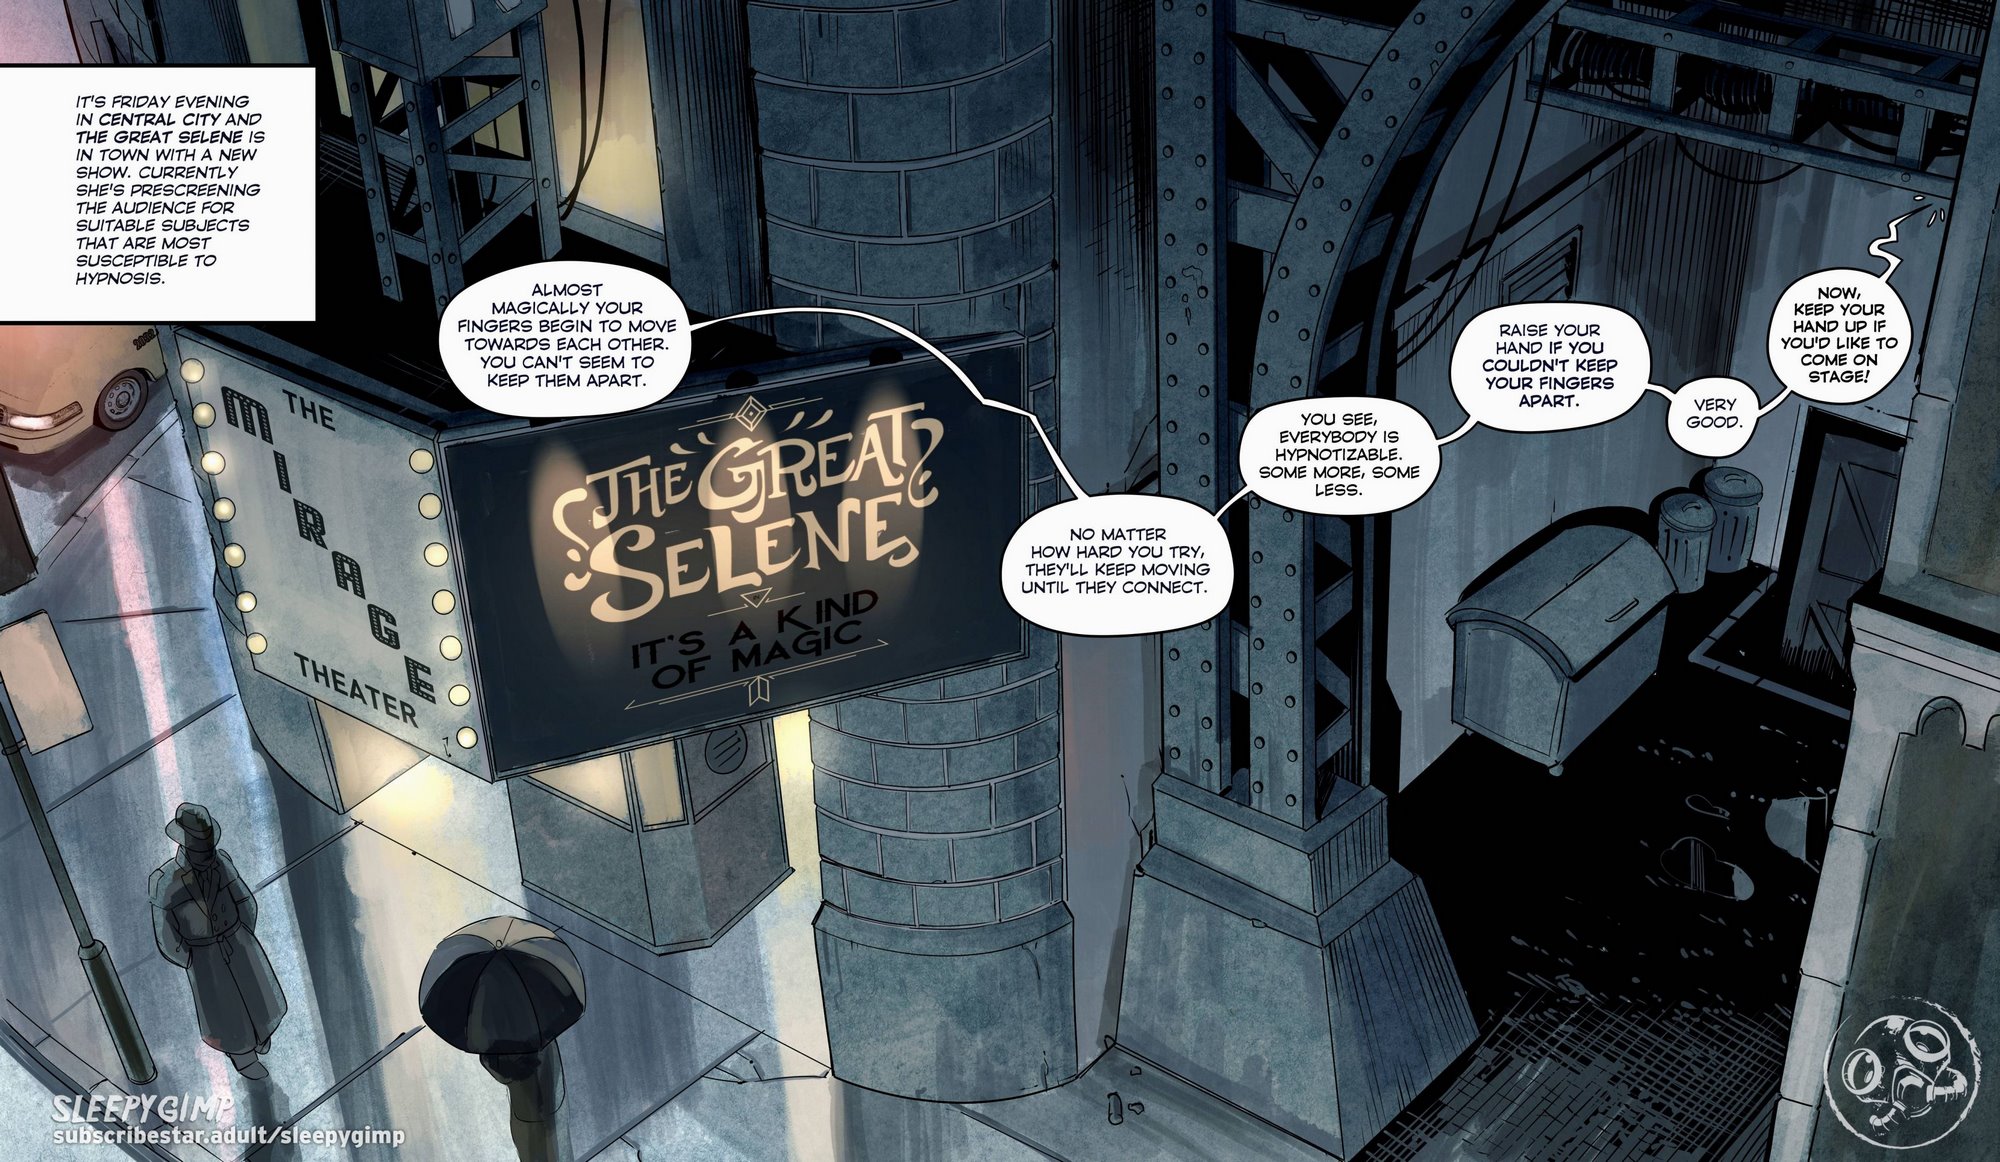 IT'S FRIDAY EVENING
IN CENTRAL CITY AND
THE GREAT SELENE IS
IN TOWN WITH A NEW
SHOW. CURRENTLY
SHE'S PRESCREENING
THE AUDIENCE FOR
SUITABLE SUBJECTS
THAT ARE MOST
SUSCEPTIBLE TO
HYPNOSIS.
ALMOST
MAGICALLY YOUR
FINGERS BEGIN TO MOVE
TOWARDS EACH OTHER.
YOU CAN'T SEEM TO
KEEP THEM APART.
NO MATTER
HOW HARD YOU TRY,
THEY'LL KEEP MOVING
UNTIL THEY CONNECT.
YOU SEE,
EVERYBODY IS
HYPNOTIZABLE.
SOME MORE, SOME
LESS.
RAISE YOUR
HAND IF YOU
COULDN'T KEEP
YOUR FINGERS
APART.
VERY
GOOD.
NOW,
KEEP YOUR
HAND UP IF
YOU'D LIKE TO
COME ON
STAGE!
THE
MIRAGE
THEATER
THE GREAT
SELENE
IT'S A KIND
OF MAGIC
SLEEPYGIMP
subscribestar.adult/sleepygimp